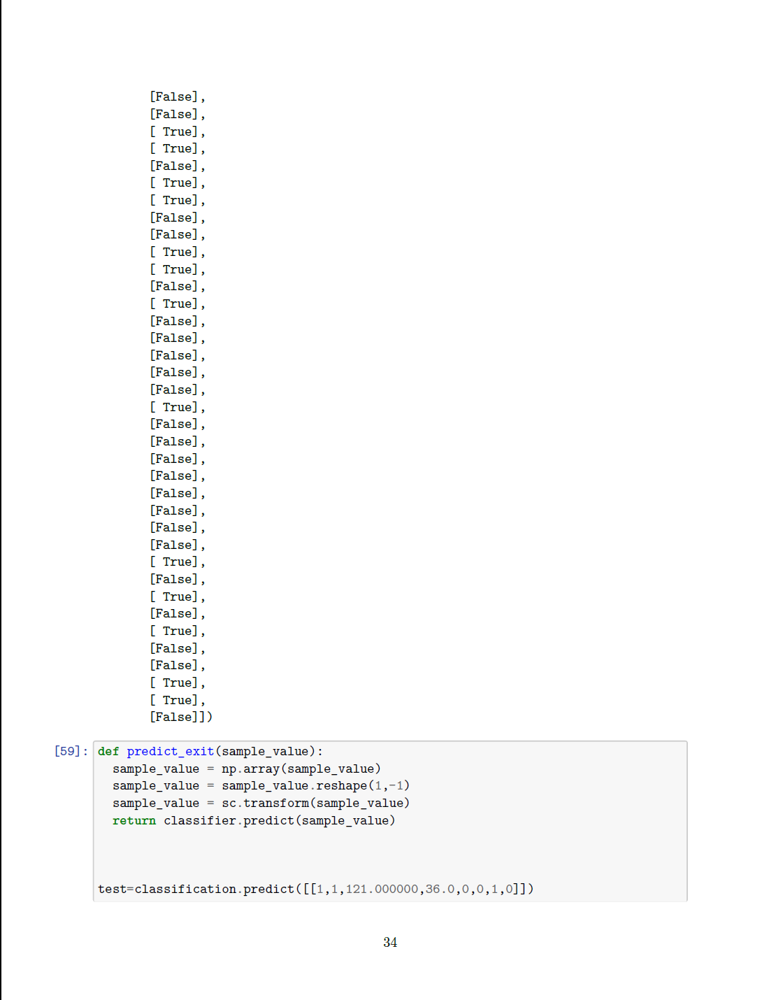 [False],
[False],
[ True],
[ True],
[False],
[ True],
[ True],
[False],
[False],
[ True],
[ True],
[False],
[ True],
[False],
[False],
[False],
[False],
[False],
[ True],
[False],
[False],
[False],
[False],
[False],
[False],
[False],
[False],
[ True],
[False],
[ True],
[False],
[ True],
[False],
[False],
[ True],
[ True],
[False]])
[59]: def predict_exit(sample_value):
  sample_value = np.array(sample_value)
  sample_value = sample_value.reshape(1,-1)
  sample_value = sc.transform(sample_value)
  return classifier.predict(sample_value)
test=classification.predict([[1,1,121.000000,36.0,0,0,1,0]])
34